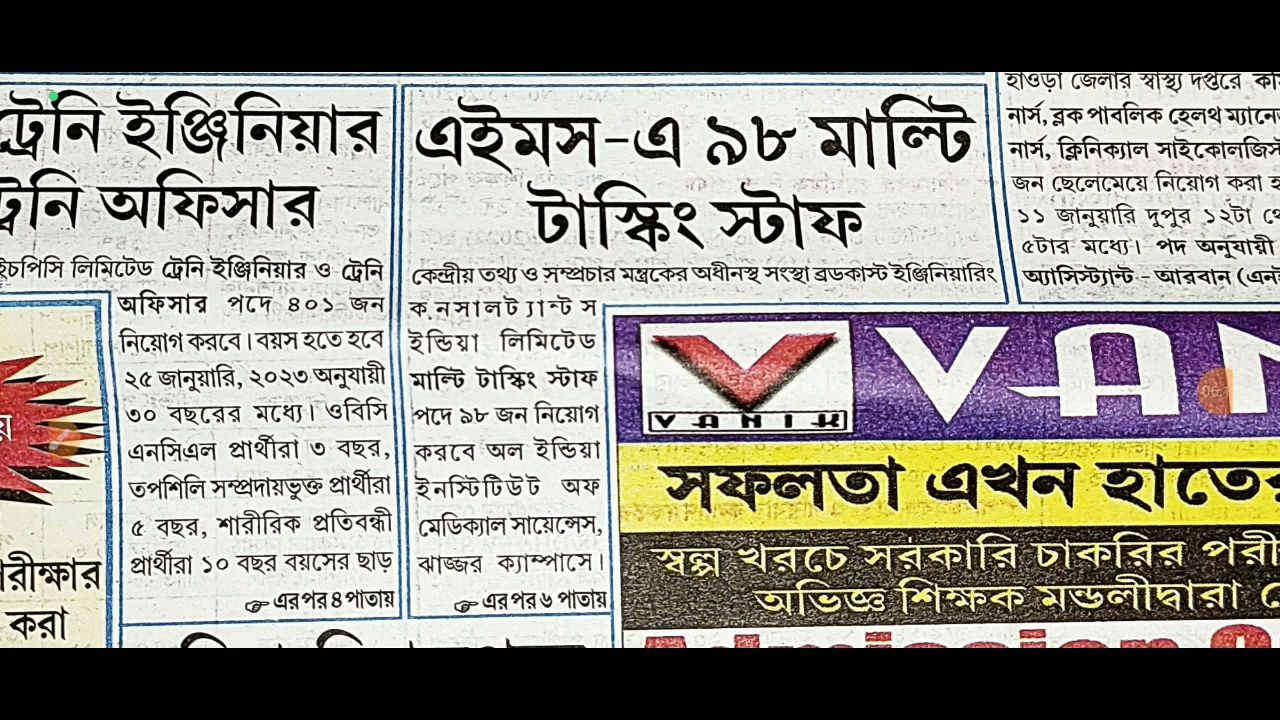 ট্রেনি ইঞ্জিনিয়ার
ট্রেনি অফিসার
লিমিটেড ট্রেনি ইঞ্জিনিয়ার ও ট্রেনি
অফিসার পদে ৪০১ জন
নিয়োগ করবে। বয়স হতে হবে
২৫ জানুয়ারি, ২০২৩ অনুযায়ী
৩০ বছরের মধ্যে। ওবিসি
এনসিএল প্রার্থীরা ৩ বছর,
তপশিলি সম্প্রদায়ভুক্ত প্রার্থীরা
৫ বছর, শারীরিক প্রতিবন্ধী
প্রার্থীরা ১০ বছর বয়সের ছাড়
☞ এর পর ৪ পাতায়
করা
এইমস-এ ৯৮ মাল্টি
টাস্কিং স্টাফ
কেন্দ্রীয় তথ্য ও সম্প্রচার মন্ত্রকের অধীনস্থ সংস্থা ব্রডকাস্ট ইঞ্জিনিয়ারিং
কনসালট্যান্টস
ইন্ডিয়া লিমিটেড
মাল্টি টাস্কিং স্টাফ
পদে ৯৮ জন নিয়োগ
করবে অল ইন্ডিয়া
ইনস্টিটিউট অফ
মেডিক্যাল সায়েন্সেস,
ঝাজ্জর ক্যাম্পাসে।
☞ এর পর ৬ পাতায়
হাওড়া জেলার স্বাস্থ্য দপ্তরে
নার্স, ব্লক পাবলিক হেলথ
নার্স, ক্লিনিক্যাল
জন ছেলেমেয়ে নিয়োগ করা
১১ জানুয়ারি দুপুর ১২টা
৫টার মধ্যে। পদ অনুযায়ী
অ্যাসিস্ট্যান্ট - আরবান
VANIK
সফলতা এখন
স্বল্প খরচে সরকারি চাকরির
অভিজ্ঞ শিক্ষক মন্ডলীদ্বারা
Admission